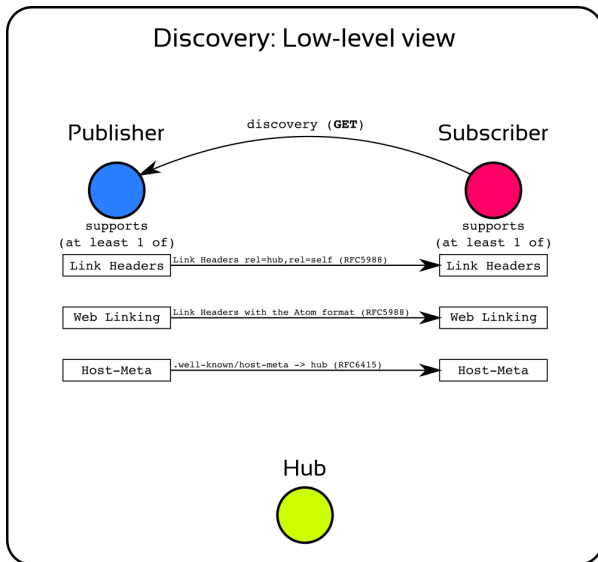 Discovery: Low-level view
discovery (GET)
Publisher
Subscriber
supports
(at least 1 of)
supports
(at least 1 of)
Link Headers
Link Headers rel=hub,rel=self (RFC5988)
Link Headers
Web Linking
Link Headers with the Atom format (RFC5988)
Web Linking
Host-Meta
.well-known/host-meta -> hub (RFC6415)
Host-Meta
Hub